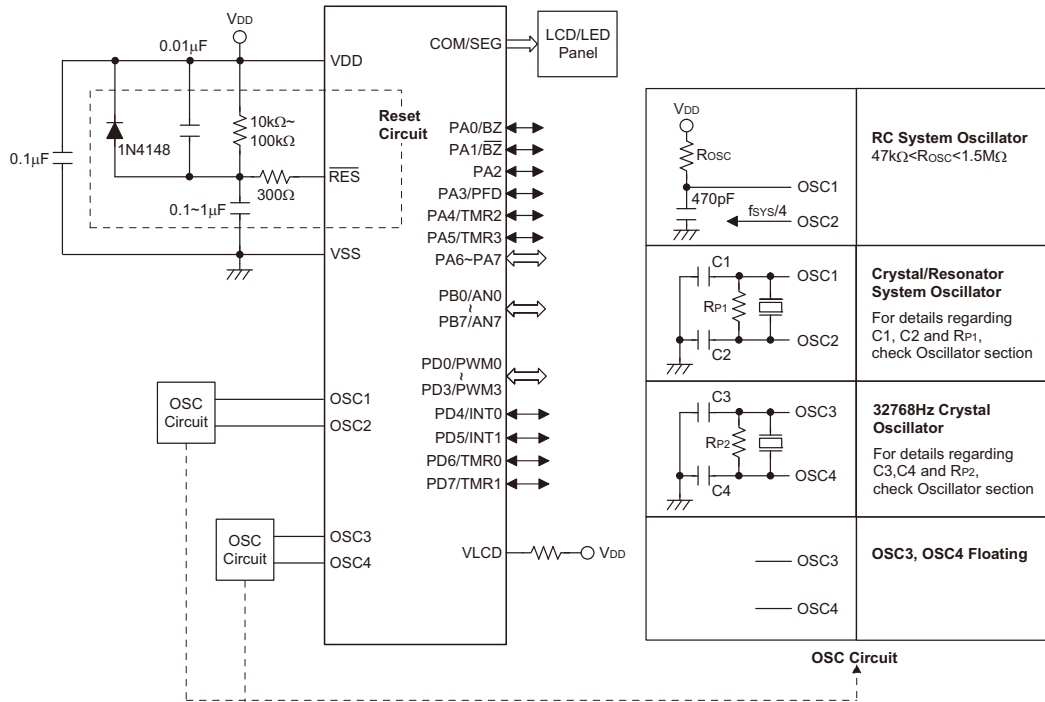 VDD
0.01μF
VDD
Reset
Circuit
10kΩ~
100kΩ
1N4148
0.1μF
RES
300Ω
0.1~1μF
VSS
OSC
Circuit
OSC1
OSC2
OSC
Circuit
OSC3
OSC4
COM/SEG
LCD/LED
Panel
PA0/BZ
PA1/B̅Z̅
PA2
PA3/PFD
PA4/TMR2
PA5/TMR3
PA6~PA7
PB0/AN0
~
PB7/AN7
PD0/PWM0
~
PD3/PWM3
PD4/INT0
PD5/INT1
PD6/TMR0
PD7/TMR1
VLCD
VDD
VDD
ROSC
OSC1
470pF
fSYS/4
OSC2
RC System Oscillator
47kΩ<ROSC<1.5MΩ
C1
OSC1
RP1
OSC2
C2
Crystal/Resonator
System Oscillator
For details regarding
C1, C2 and RP1,
check Oscillator section
C3
OSC3
RP2
OSC4
C4
32768Hz Crystal
Oscillator
For details regarding
C3,C4 and RP2,
check Oscillator section
OSC3
OSC4
OSC3, OSC4 Floating
OSC Circuit